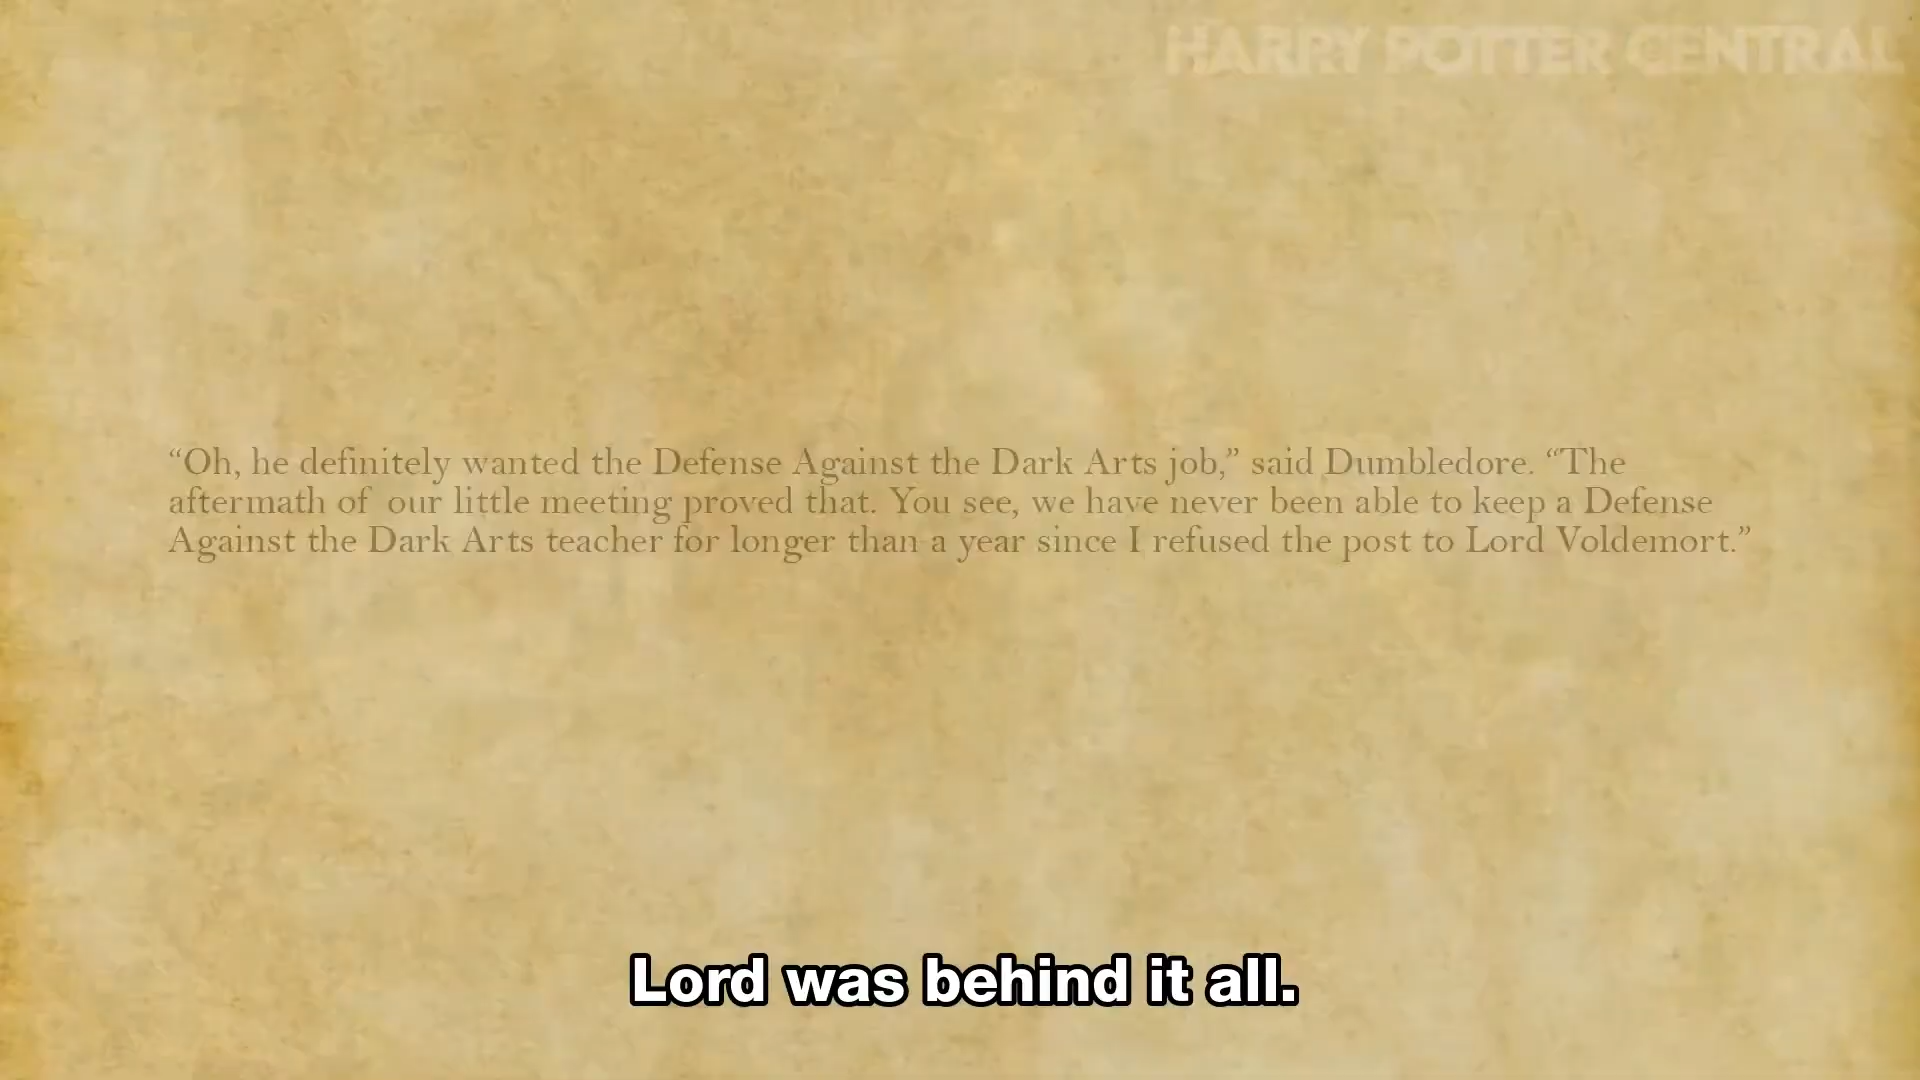 HARRY POTTER CENTRAL
“Oh, he definitely wanted the Defense Against the Dark Arts job,” said Dumbledore. “The
aftermath of our little meeting proved that. You see, we have never been able to keep a Defense
Against the Dark Arts teacher for longer than a year since I refused the post to Lord Voldemort.”
Lord was behind it all.